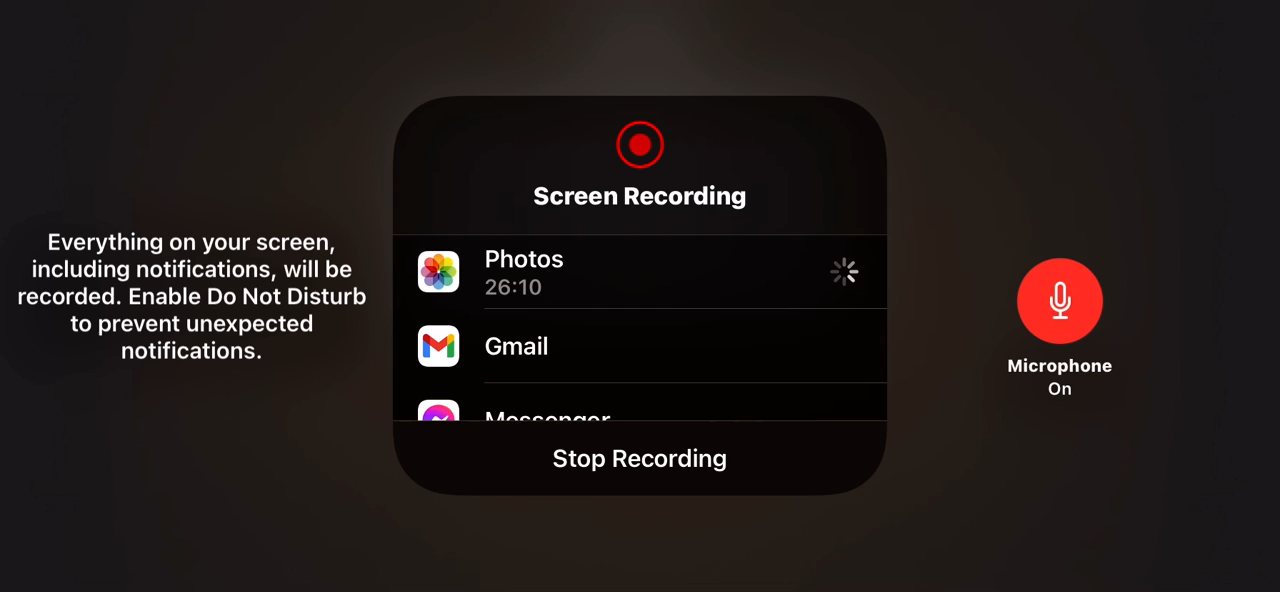 Screen Recording
Everything on your screen,
including notifications, will be
recorded. Enable Do Not Disturb
to prevent unexpected
notifications.
Photos
26:10
Gmail
Messenger
Stop Recording
Microphone
On